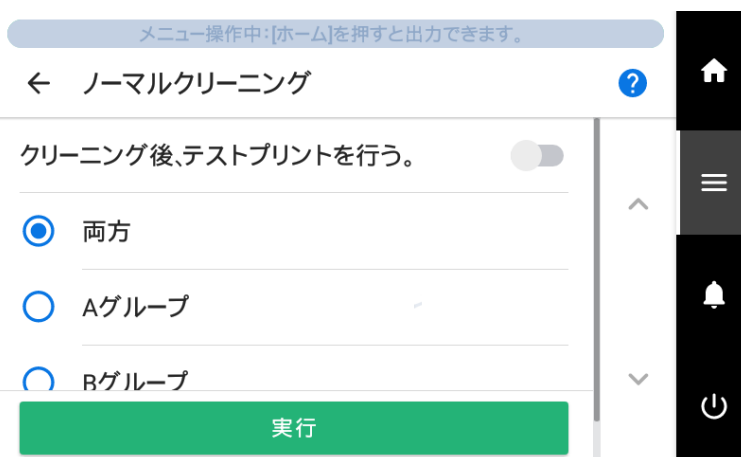 メニュー操作中:[ホーム]を押すと出力できます。
ノーマルクリーニング
?
クリーニング後、テストプリントを行う。
両方
Aグループ
Bグループ
実行